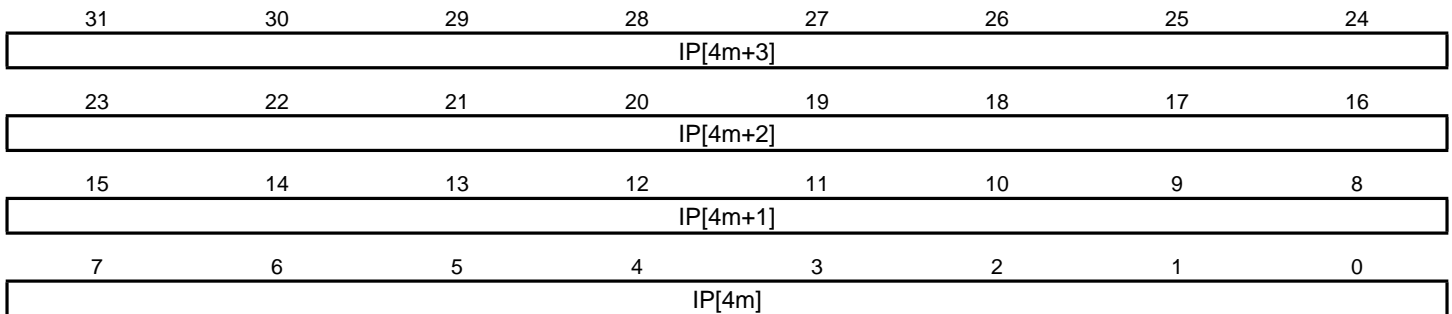 31 30 29 28 27 26 25 24
IP[4m+3]
23 22 21 20 19 18 17 16
IP[4m+2]
15 14 13 12 11 10 9 8
IP[4m+1]
7 6 5 4 3 2 1 0
IP[4m]